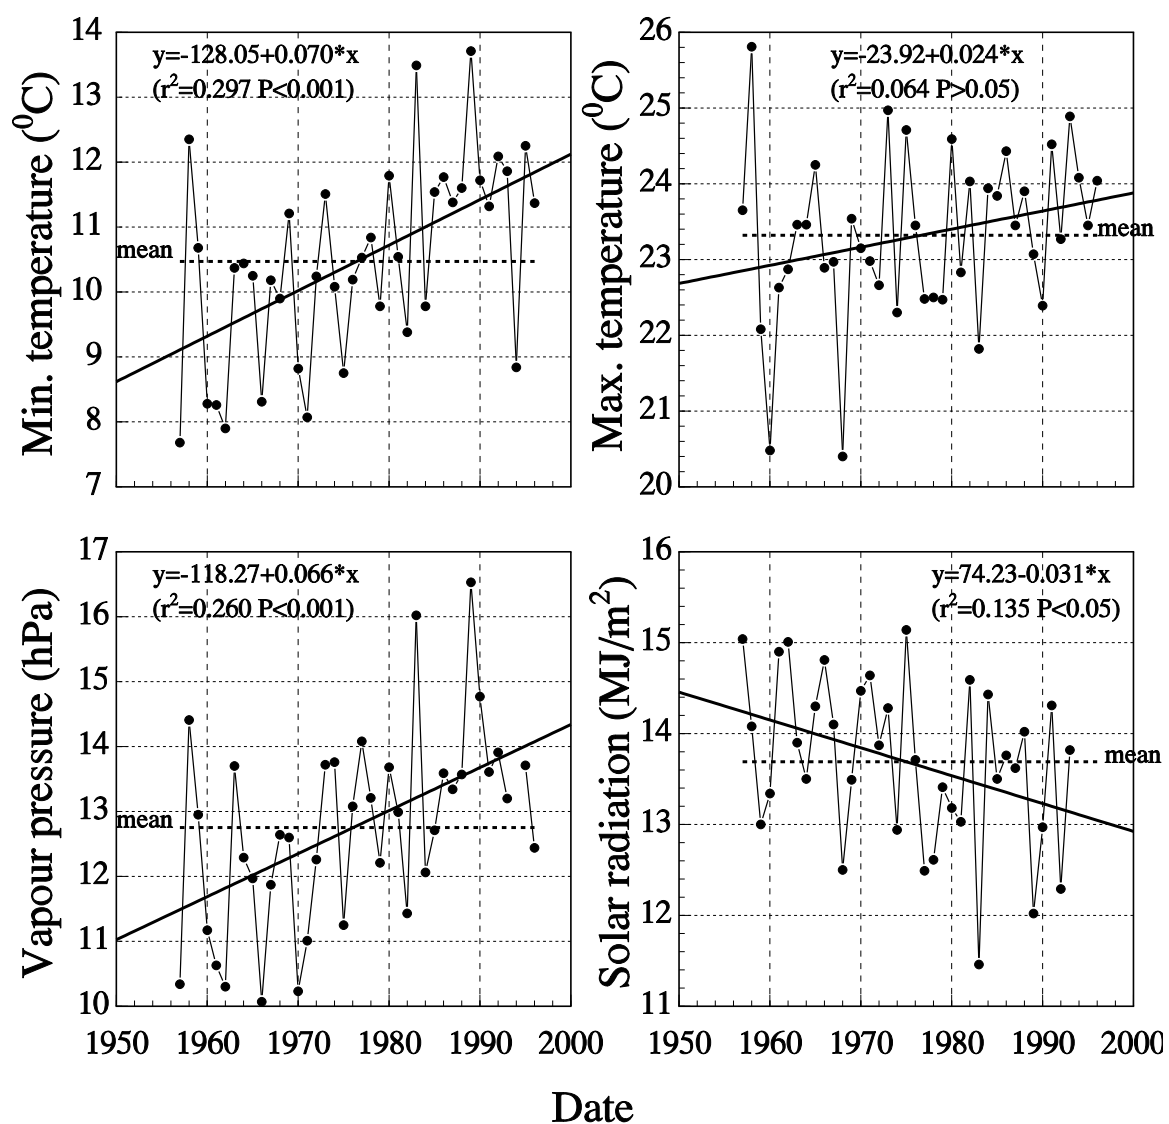 y=-128.05+0.070*x
(r²=0.297 P<0.001)
Min. temperature (⁰C)
14
13
12
11
10
9
8
7
mean
y=-23.92+0.024*x
(r²=0.064 P>0.05)
Max. temperature (⁰C)
26
25
24
23
22
21
20
mean
y=-118.27+0.066*x
(r²=0.260 P<0.001)
Vapour pressure (hPa)
17
16
15
14
13
12
11
10
mean
1950 1960 1970 1980 1990 2000
y=74.23-0.031*x
(r²=0.135 P<0.05)
Solar radiation (MJ/m²)
16
15
14
13
12
11
mean
1950 1960 1970 1980 1990 2000
Date